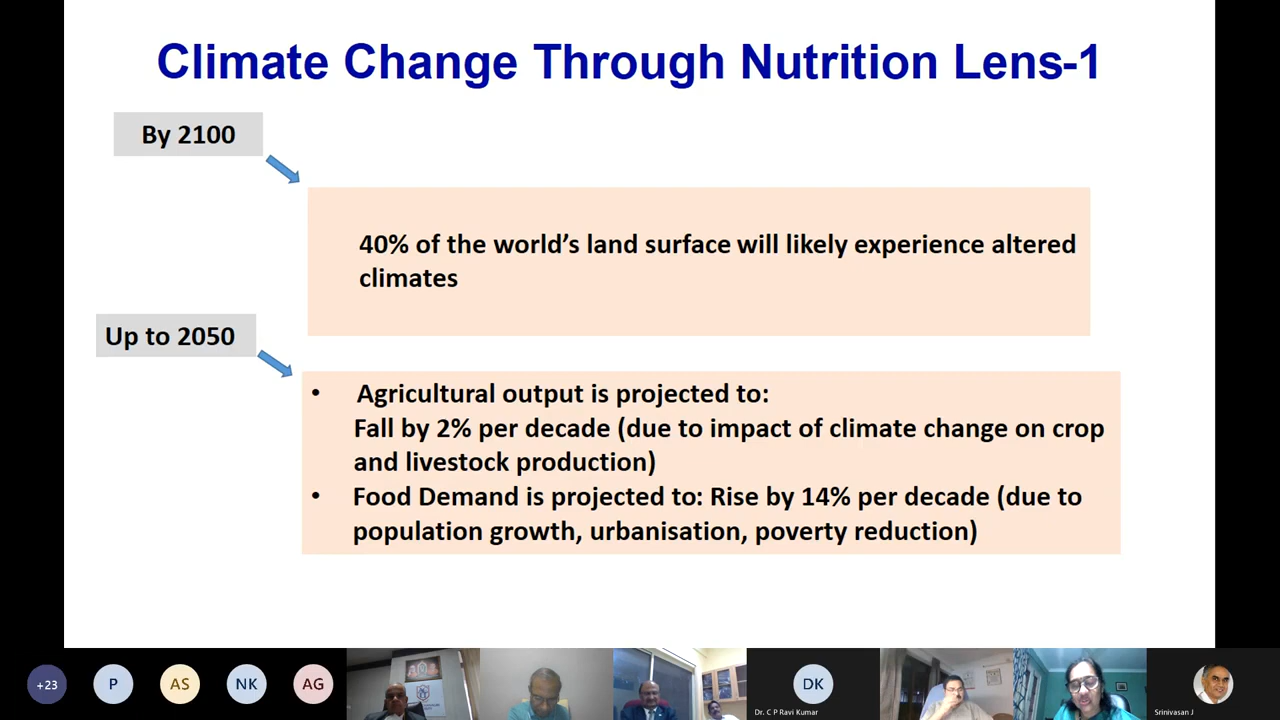 Climate Change Through Nutrition Lens-1
By 2100
40% of the world’s land surface will likely experience altered
climates
Up to 2050
• Agricultural output is projected to:
Fall by 2% per decade (due to impact of climate change on crop
and livestock production)
• Food Demand is projected to: Rise by 14% per decade (due to
population growth, urbanisation, poverty reduction)
+23
P
AS
NK
AG
DK
Dr. C P Ravi Kumar
Srinivasan J